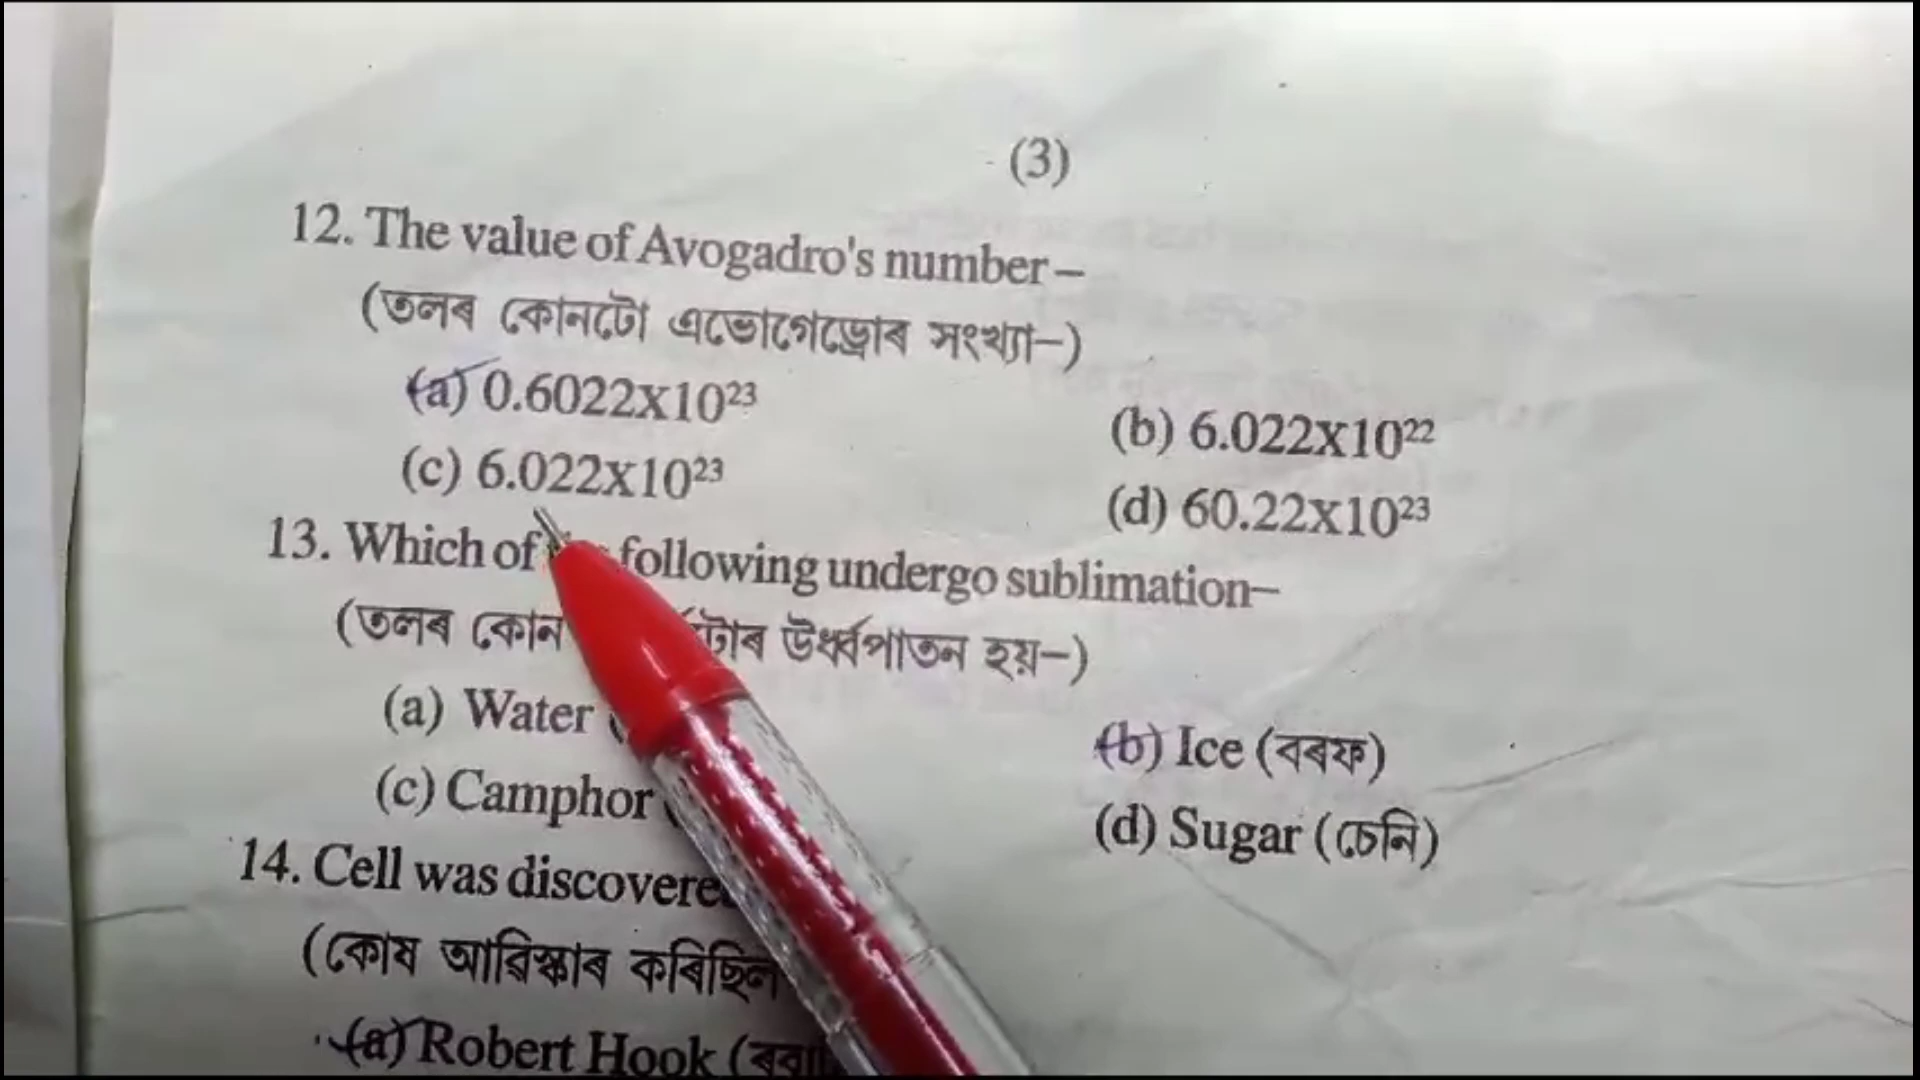 (3)
12. The value of Avogadro's number –
(তলৰ কোনটো এভোগেড্ৰোৰ সংখ্যা–)
(a) 0.6022X10²³
(b) 6.022X10²²
(c) 6.022X10²³
(d) 60.22X10²³
13. Which of following undergo sublimation–
(তলৰ কোন উৰ্ধ্বপাতন হয়–)
(a) Water
(b) Ice (বৰফ)
(c) Camphor
(d) Sugar (চেনি)
14. Cell was
(কোষ আৱিস্কাৰ কৰিছিল
(a) Robert Hook